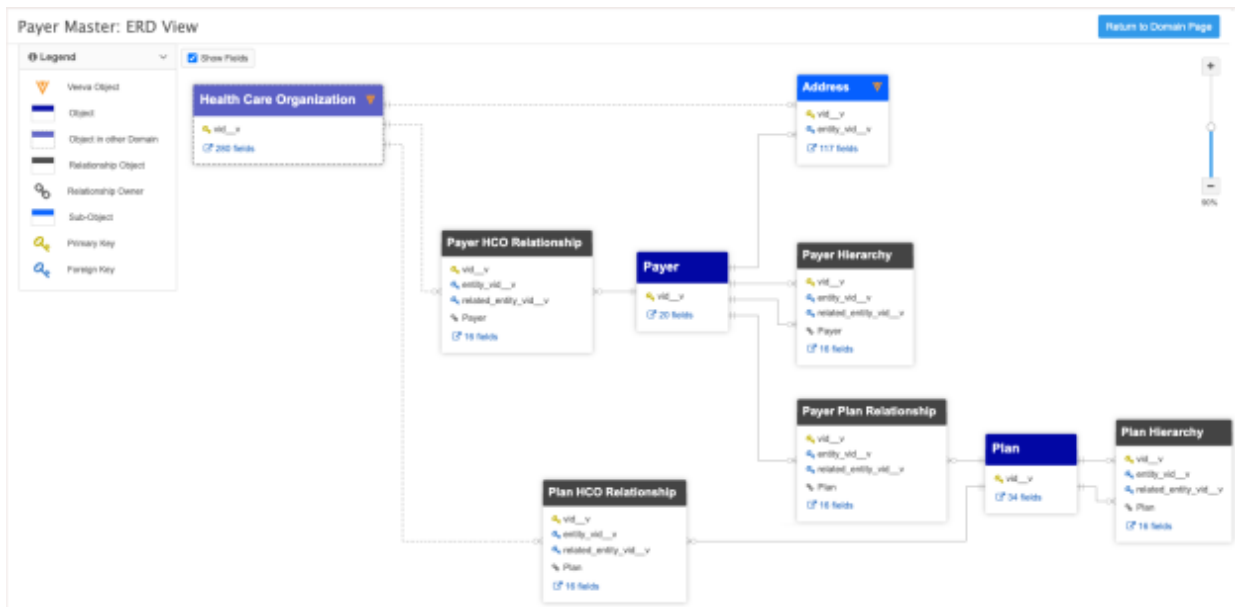 Payer Master: ERD View
Return to Domain Page
Legend
Show Fields
Veeva Object
Object
Object in other Domain
Relationship Object
Relationship Owner
Sub-Object
Primary Key
Foreign Key
Health Care Organization
vid__v
280 fields
Address
vid__v
entity_vid__v
117 fields
90%
Payer HCO Relationship
vid__v
entity_vid__v
related_entity_vid__v
Payer
16 fields
Payer
vid__v
20 fields
Payer Hierarchy
vid__v
entity_vid__v
related_entity_vid__v
Payer
16 fields
Payer Plan Relationship
vid__v
entity_vid__v
related_entity_vid__v
Plan
16 fields
Plan
vid__v
34 fields
Plan Hierarchy
vid__v
entity_vid__v
related_entity_vid__v
Plan
16 fields
Plan HCO Relationship
vid__v
entity_vid__v
related_entity_vid__v
Plan
16 fields